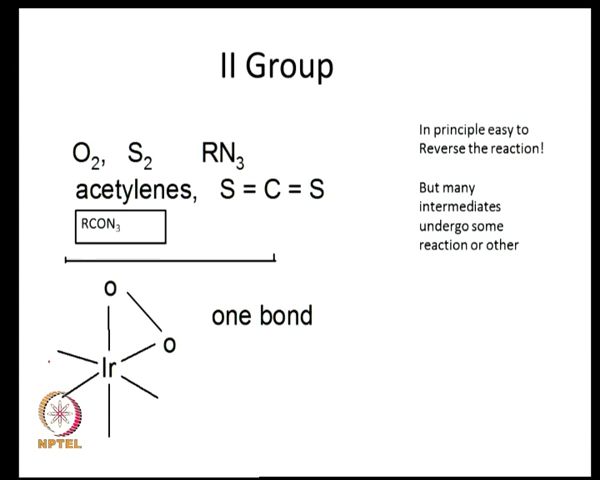 II Group
O₂, S₂ RN₃
acetylenes, S = C = S
RCON₃
In principle easy to
Reverse the reaction!
But many
intermediates
undergo some
reaction or other
O
O
one bond
Ir
NPTEL